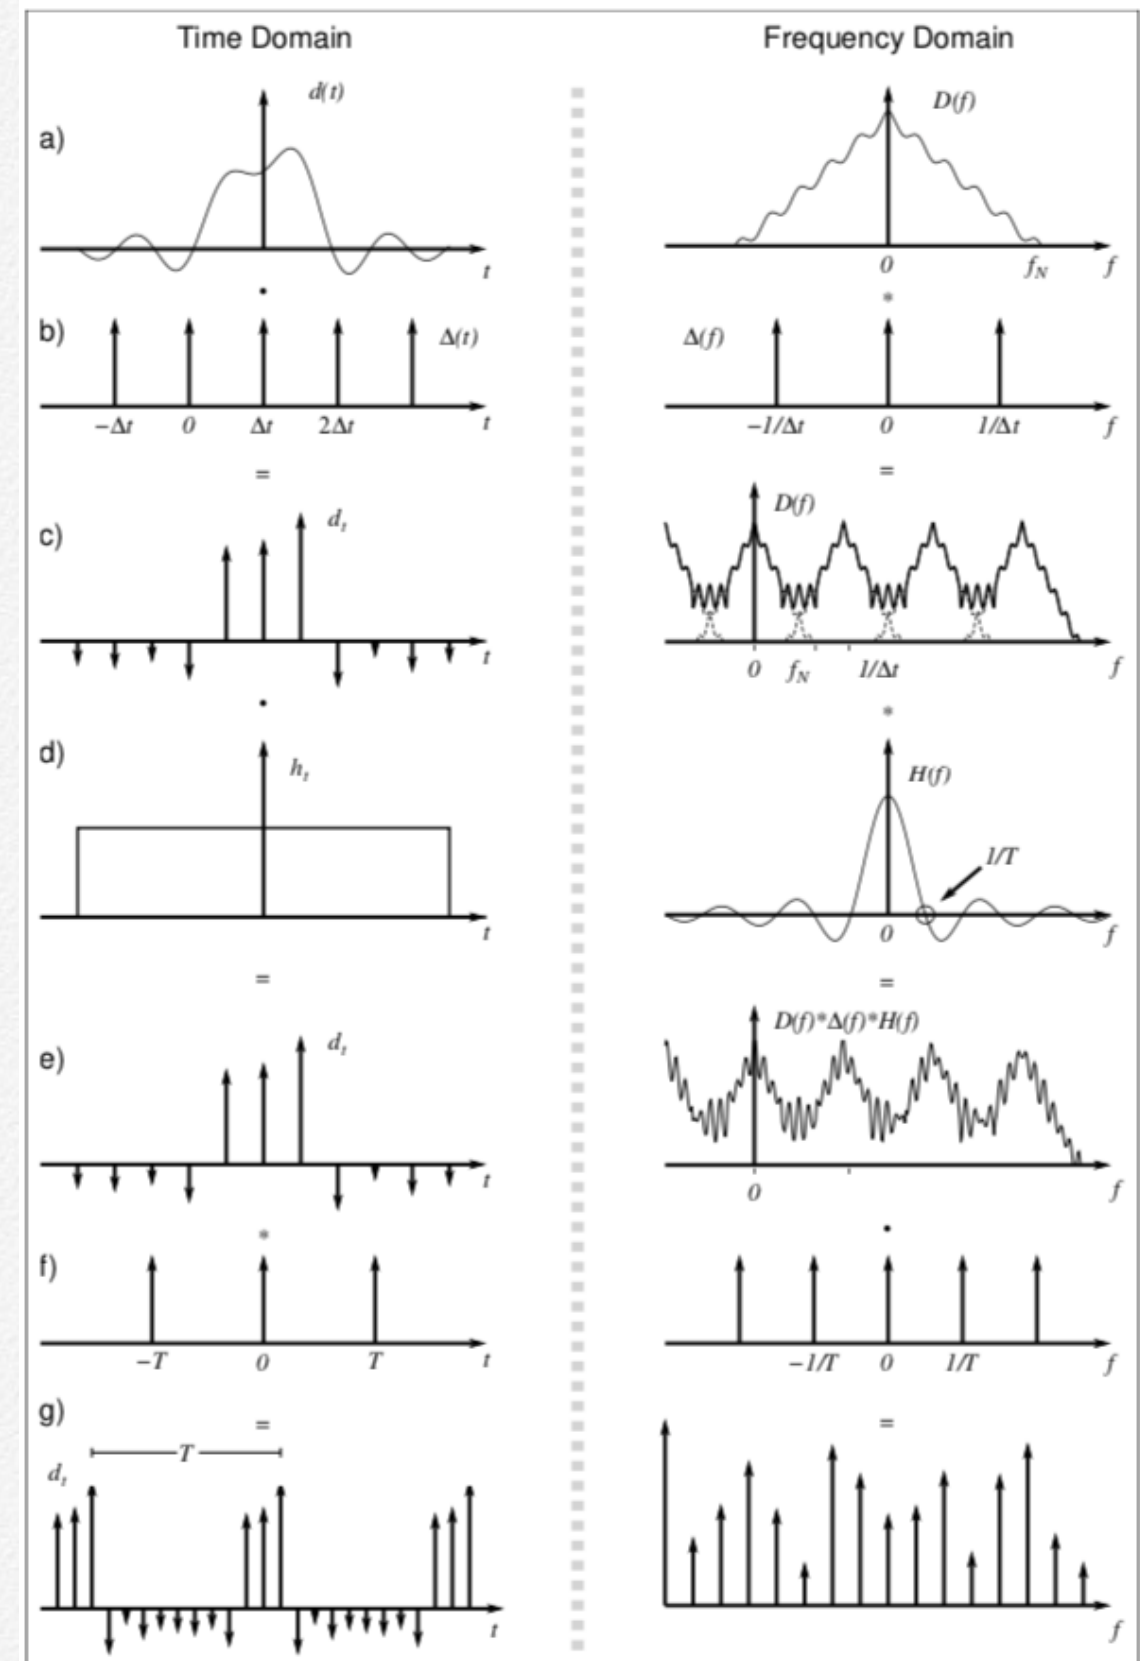 Time Domain
Frequency Domain
a)
d(t)
t
D(f)
0
f_N
f
.
*
b)
Δ(t)
−Δt 0 Δt 2Δt t
Δ(f)
−1/Δt 0 1/Δt f
=
=
c)
d_t
t
D(f)
0 f_N 1/Δt f
.
*
d)
h_t
t
H(f)
1/T
0
f
=
=
e)
d_t
t
D(f)*Δ(f)*H(f)
0
f
*
.
f)
−T 0 T t
−1/T 0 1/T f
g)
=
T
d_t
t
=
f